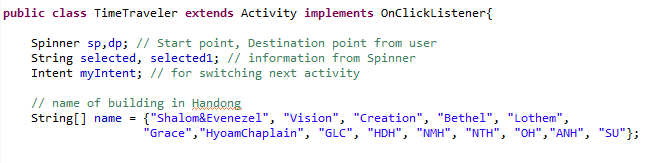 public class TimeTraveler extends Activity implements OnClickListener{
Spinner sp,dp; // Start point, Destination point from user
String selected, selected1; // information from Spinner
Intent myIntent; // for switching next activity
// name of building in Handong
String[] name = {"Shalom&Evenezel", "Vision", "Creation", "Bethel", "Lothem",
"Grace","HyoamChaplain", "GLC", "HDH", "NMH", "NTH", "OH","ANH", "SU"};